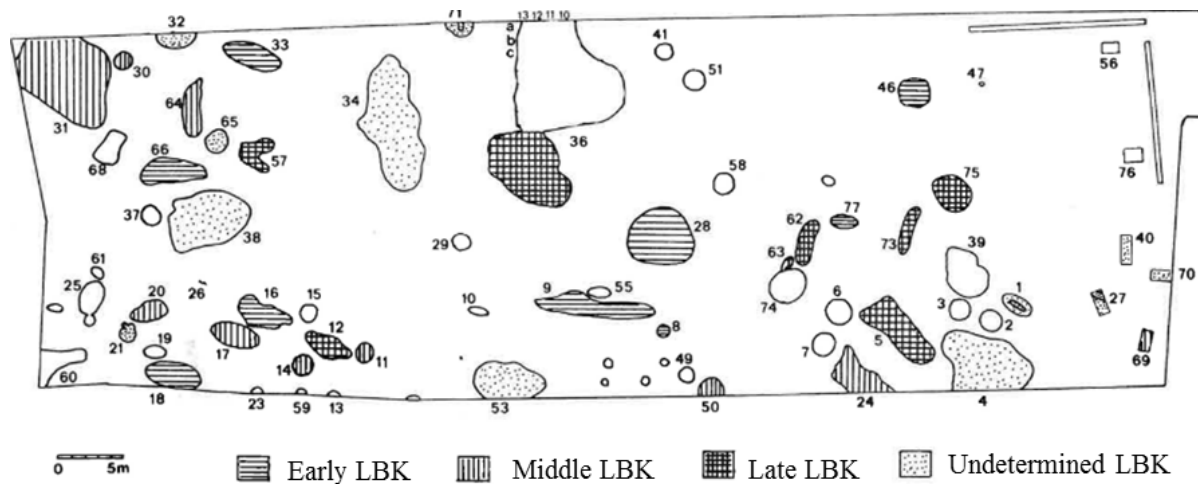 71 13 12 11 10
32 a 41
33 b 56
30 c 51 47
64 34 46
31 65
68 66 57 36 76
58 75
37 38 28 62 77
29 73 39 40
61 63 70
25 26 9 55 74 1 27
20 16 15 10 6 3
21 19 12 8 5 2
17 7 69
14 11 49
60 18 23 59 13 53 50 24 4
0 5m
Early LBK Middle LBK Late LBK Undetermined LBK